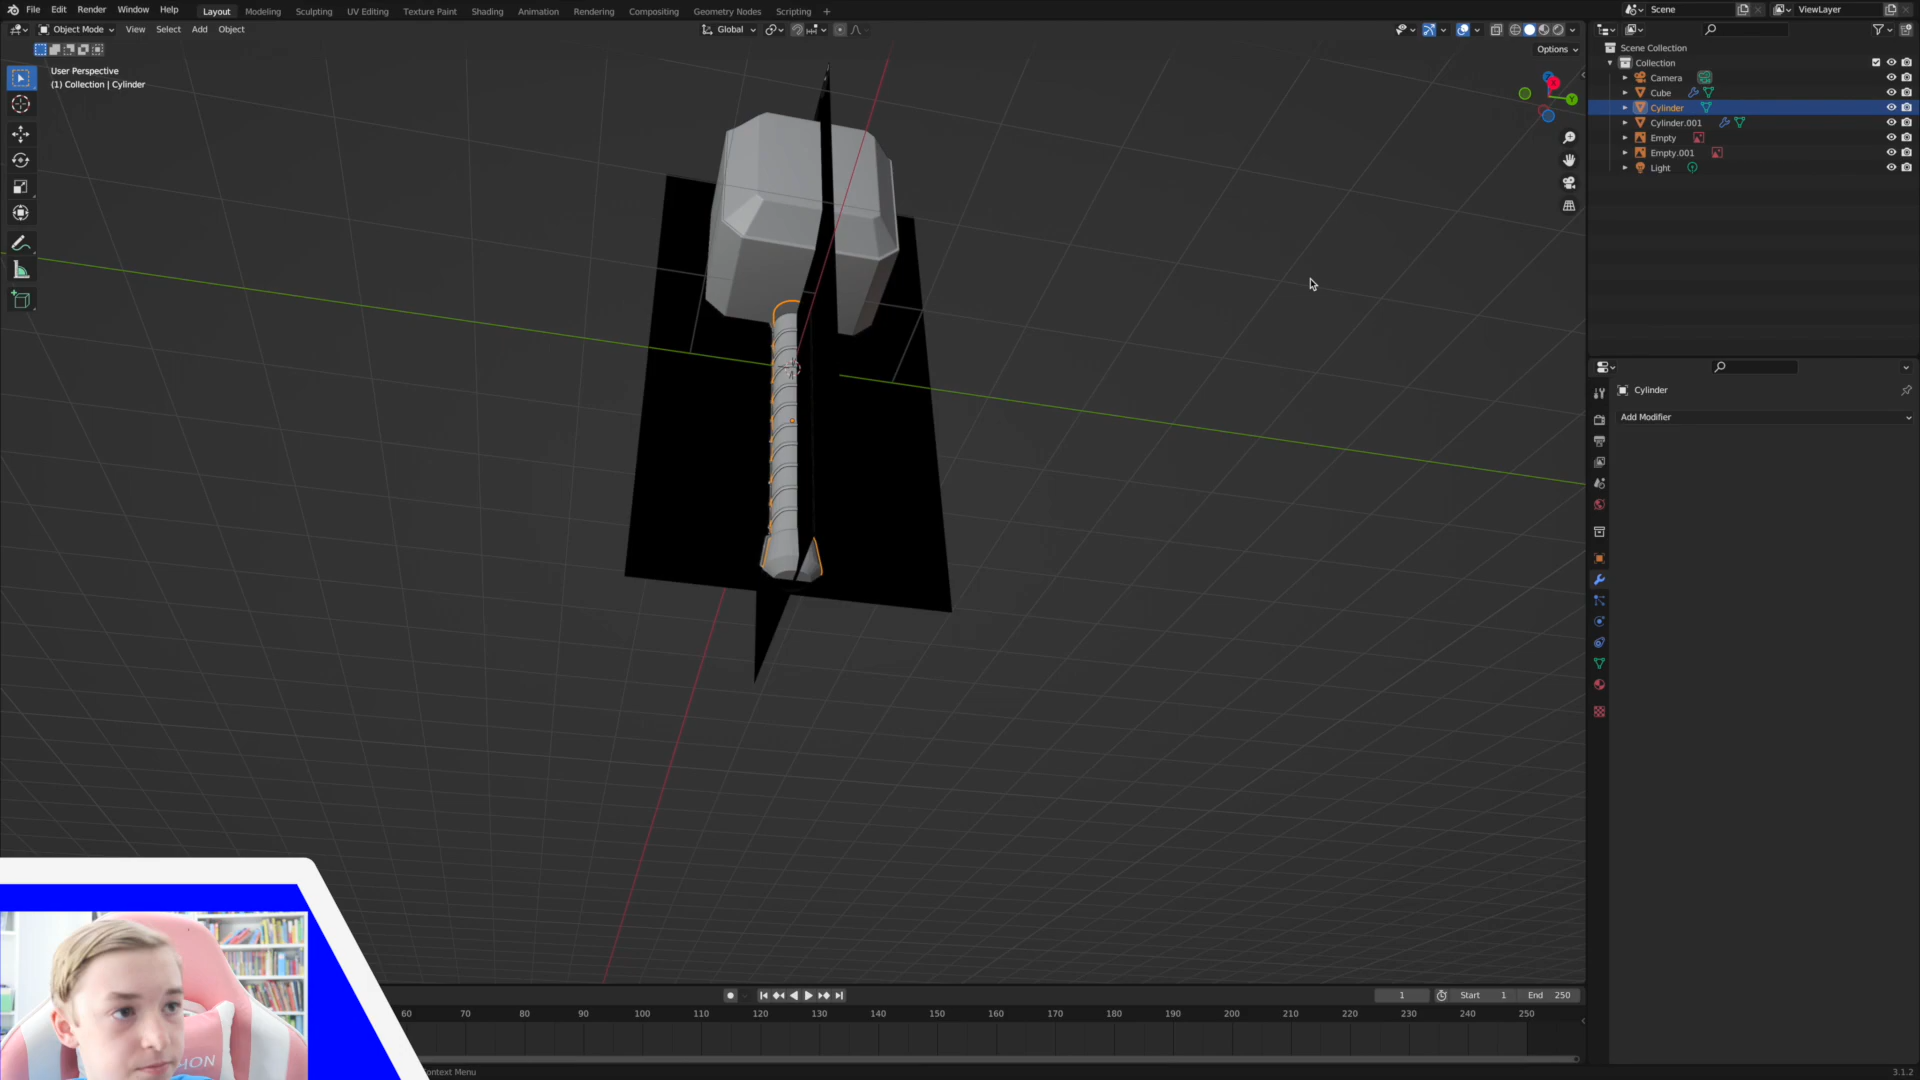 File Edit Render Window Help Layout Modeling Sculpting UV Editing Texture Paint Shading Animation Rendering Compositing Geometry Nodes Scripting + Scene ViewLayer
Object Mode View Select Add Object Global
Options
User Perspective
(1) Collection | Cylinder
Scene Collection
Collection
Camera
Cube
Cylinder
Cylinder.001
Empty
Empty.001
Light
Cylinder
Add Modifier
1 Start 1 End 250
60 70 80 90 100 110 120 130 140 150 160 170 180 190 200 210 220 230 240 250
ontext Menu
3.1.2